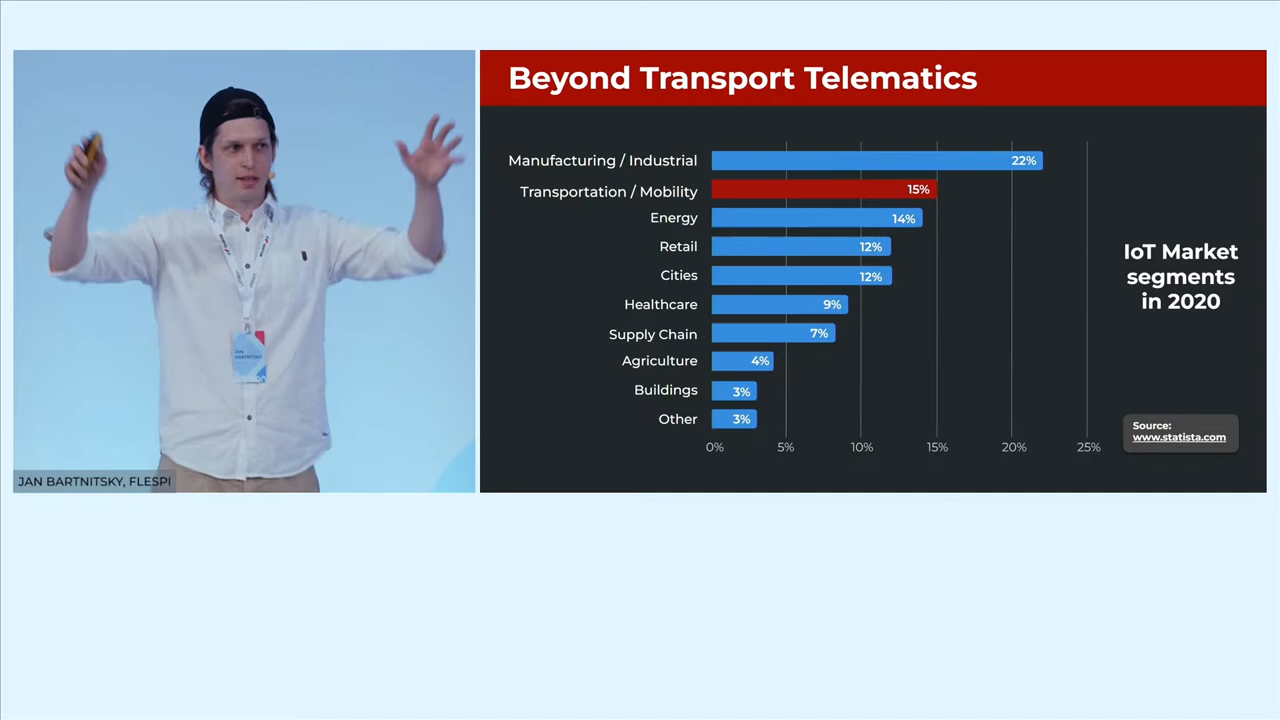 Beyond Transport Telematics
Manufacturing / Industrial
22%
Transportation / Mobility
15%
Energy
14%
Retail
12%
Cities
12%
Healthcare
9%
Supply Chain
7%
Agriculture
4%
Buildings
3%
Other
3%
0%
5%
10%
15%
20%
25%
IoT Market
segments
in 2020
Source:
www.statista.com
JAN
BARTNITSKY
JAN BARTNITSKY, FLESPI